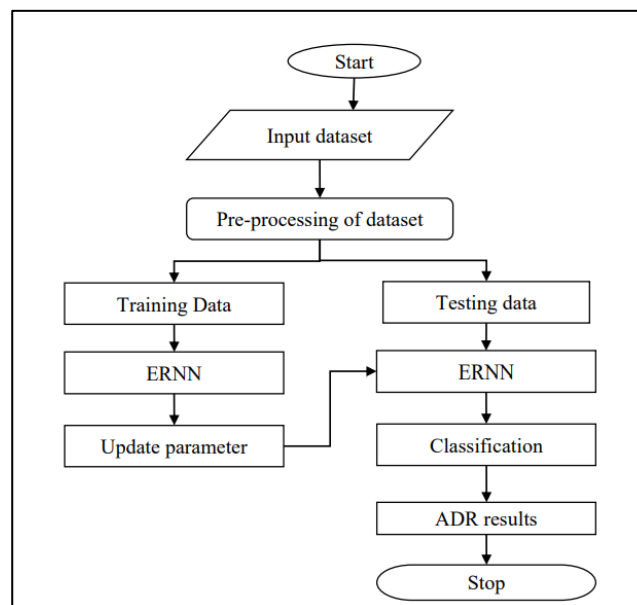 Start
Input dataset
Pre-processing of dataset
Training Data
Testing data
ERNN
ERNN
Update parameter
Classification
ADR results
Stop